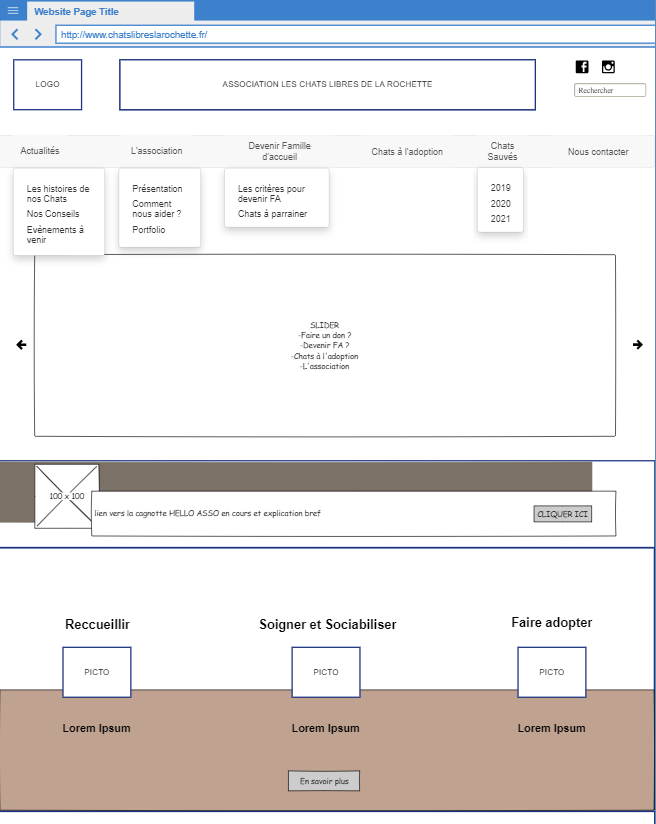 Website Page Title
http://www.chatslibreslarochette.fr/
LOGO
ASSOCIATION LES CHATS LIBRES DE LA ROCHETTE
Rechercher
Actualités
L'association
Devenir Famille
d'accueil
Chats à l'adoption
Chats
Sauvés
Nous contacter
Les histoires de
nos Chats
Nos Conseils
Evénements à
venir
Présentation
Comment
nous aider ?
Portfolio
Les critères pour
devenir FA
Chats à parrainer
2019
2020
2021
SLIDER
-Faire un don ?
-Devenir FA ?
-Chats à l'adoption
-L'association
100 x 100
lien vers la cagnotte HELLO ASSO en cours et explication bref
CLIQUER ICI
Reccueillir
Soigner et Sociabiliser
Faire adopter
PICTO
PICTO
PICTO
Lorem Ipsum
Lorem Ipsum
Lorem Ipsum
En savoir plus